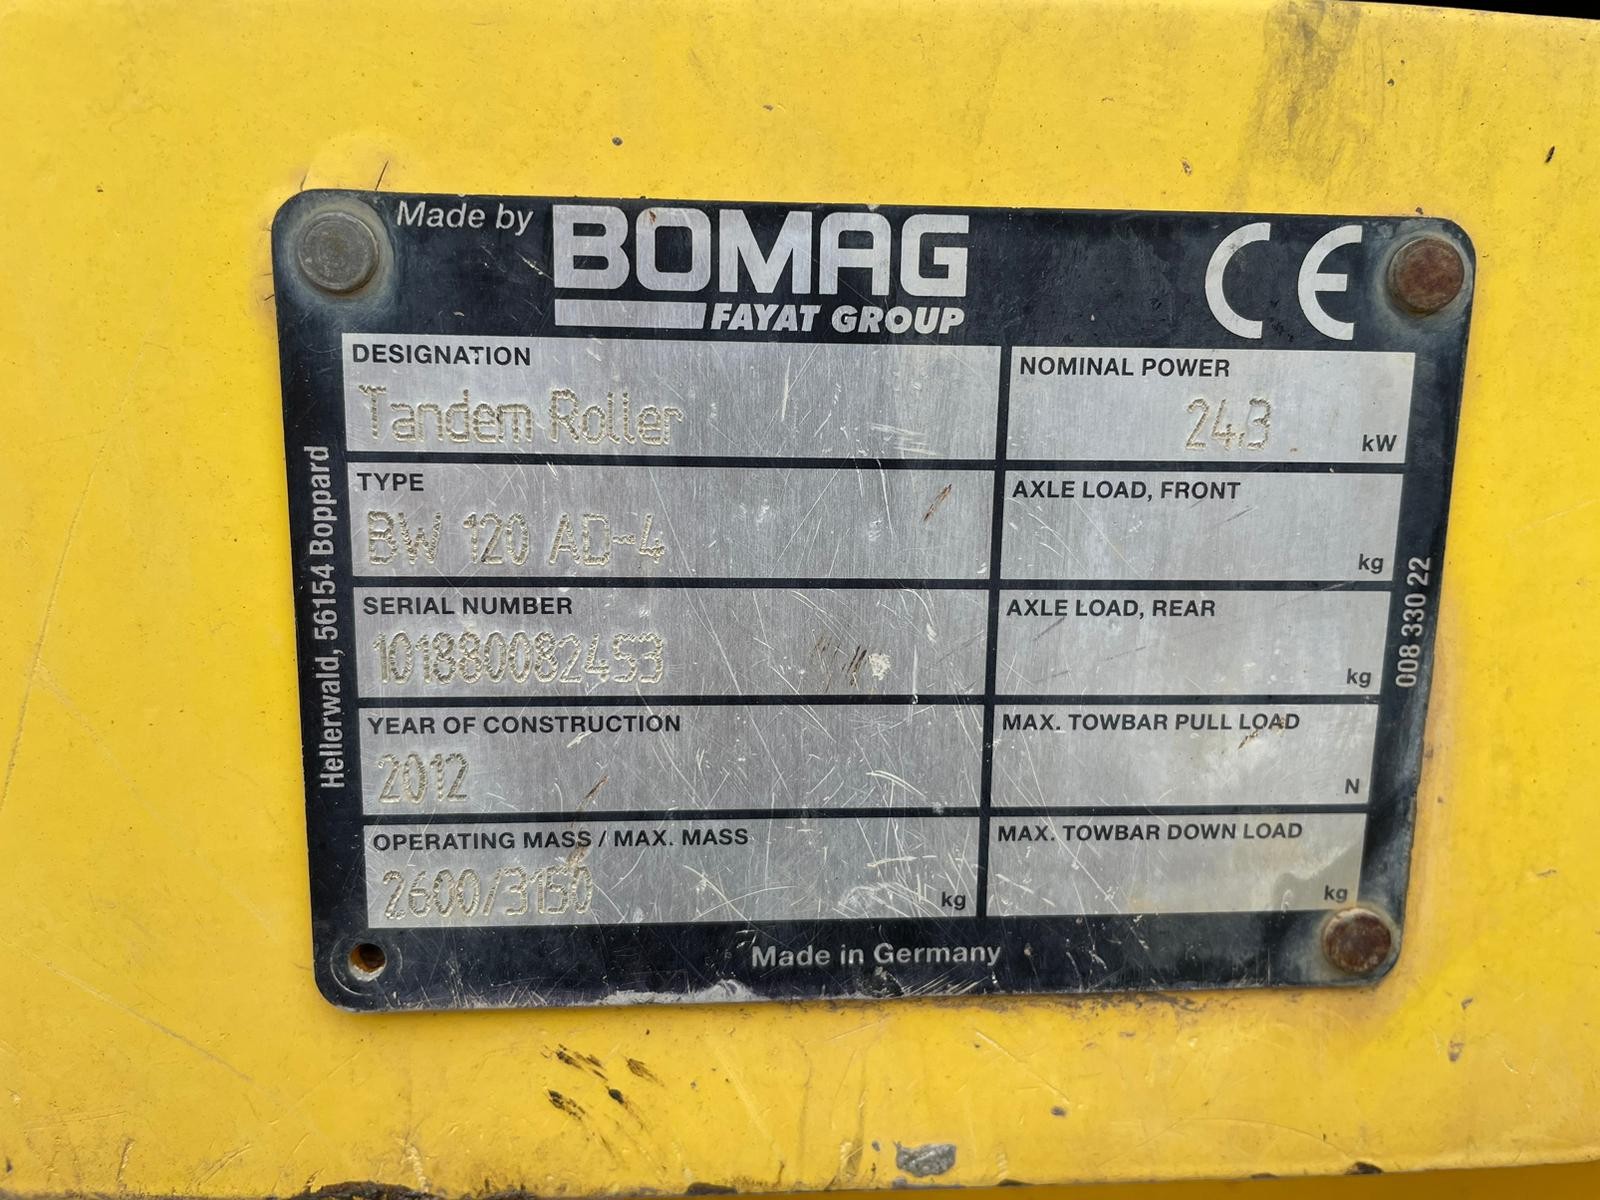 Made by BOMAG
FAYAT GROUP
CE
DESIGNATION
Tandem Roller
NOMINAL POWER
24,3 kW
TYPE
BW 120 AD-4
AXLE LOAD, FRONT
kg
SERIAL NUMBER
101880082453
AXLE LOAD, REAR
kg
YEAR OF CONSTRUCTION
2012
MAX. TOWBAR PULL LOAD
N
OPERATING MASS / MAX. MASS
2600/3150 kg
MAX. TOWBAR DOWN LOAD
kg
Made in Germany
Hellerwald, 56154 Boppard
008 330 22